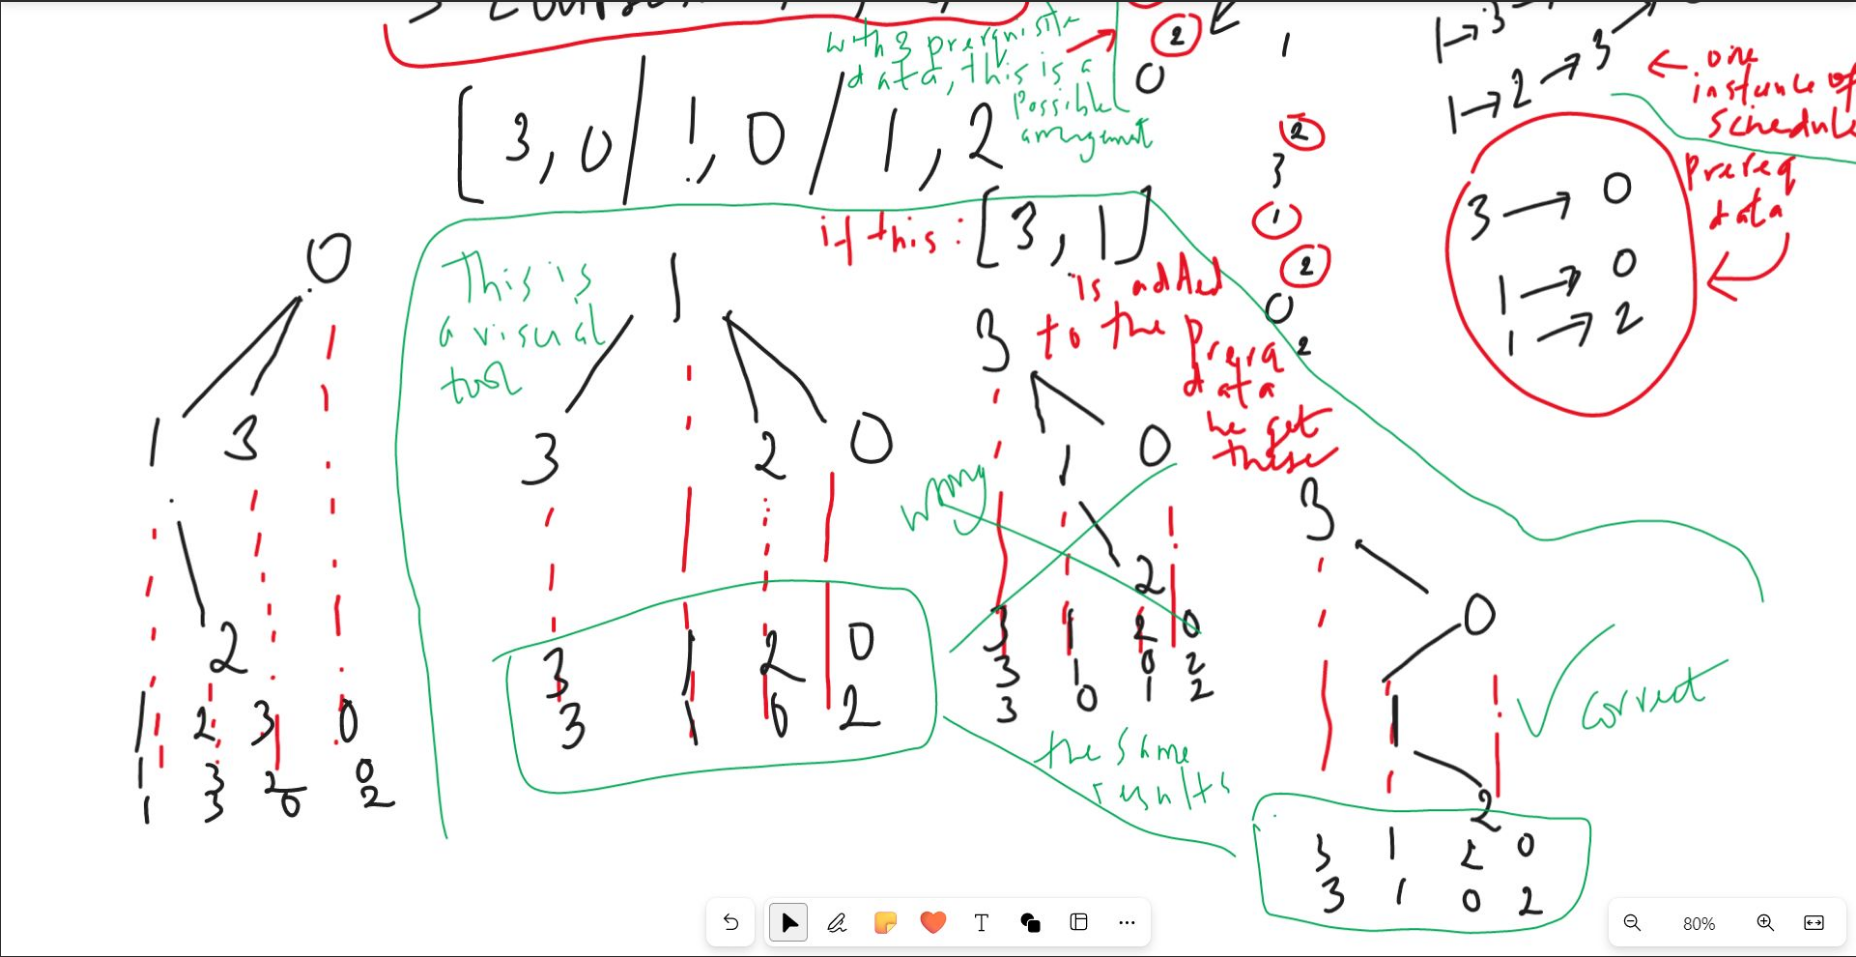 with 3 prerquisite
data, this is a
possible
arrangment
2
0
1
1→3
1→2→3
← one
instance of
schedule
[3,0/1,0/1,2
2
3
1
2
0
2
Prereq
data
3→0
1→0
1→2
if this: [3,1]
is added
to the prerq
data
we get
these
This is
a visual
tool
0
1 3
2
1 2 3 0
1 3 2 0
1 3 0 2
1
3 2 0
3 1 2 0
3 1 0 2
3
1 0
wrong
2
3 1 2 0
3 1 0 2
3 0 1 2
the same
results
3
0
1
2
correct
3 1 2 0
3 1 0 2
T
80%